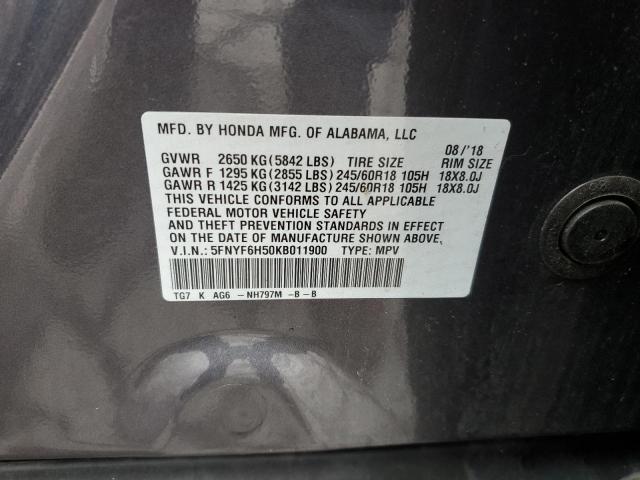 MFD. BY HONDA MFG. OF ALABAMA, LLC
08/'18
GVWR 2650 KG (5842 LBS) TIRE SIZE RIM SIZE
GAWR F 1295 KG (2855 LBS) 245/60R18 105H 18X8.0J
GAWR R 1425 KG (3142 LBS) 245/60R18 105H 18X8.0J
THIS VEHICLE CONFORMS TO ALL APPLICABLE
FEDERAL MOTOR VEHICLE SAFETY
AND THEFT PREVENTION STANDARDS IN EFFECT
ON THE DATE OF MANUFACTURE SHOWN ABOVE.
V.I.N.: 5FNYF6H50KB011900 TYPE: MPV
TG7 K AG6 -NH797M -B -B